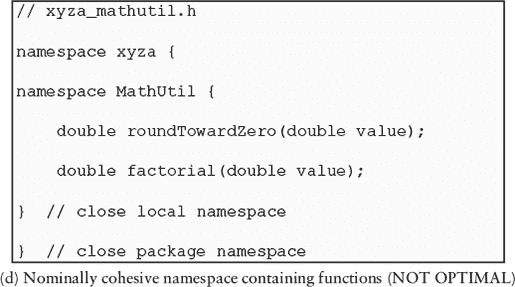 // xyza_mathutil.h
namespace xyza {
namespace MathUtil {
double roundTowardZero(double value);
double factorial(double value);
}  // close local namespace
}  // close package namespace
(d) Nominally cohesive namespace containing functions (NOT OPTIMAL)